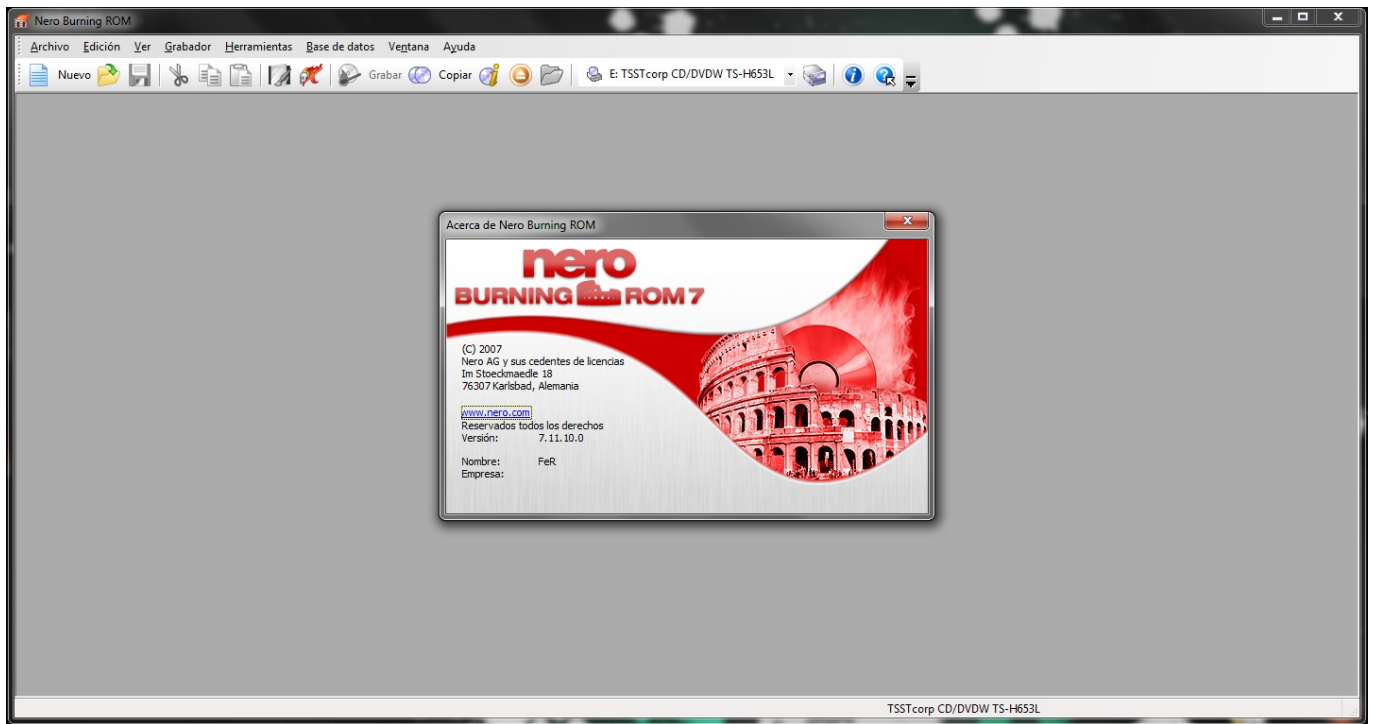 Nero Burning ROM
Archivo Edición Ver Grabador Herramientas Base de datos Ventana Ayuda
Nuevo Grabar Copiar E: TSSTcorp CD/DVDW TS-H653L
Acerca de Nero Burning ROM
nero
BURNING ROM 7
(C) 2007
Nero AG y sus cedentes de licencias
Im Stoeckmaedle 18
76307 Karlsbad, Alemania
www.nero.com
Reservados todos los derechos
Versión: 7.11.10.0
Nombre: FeR
Empresa:
TSSTcorp CD/DVDW TS-H653L